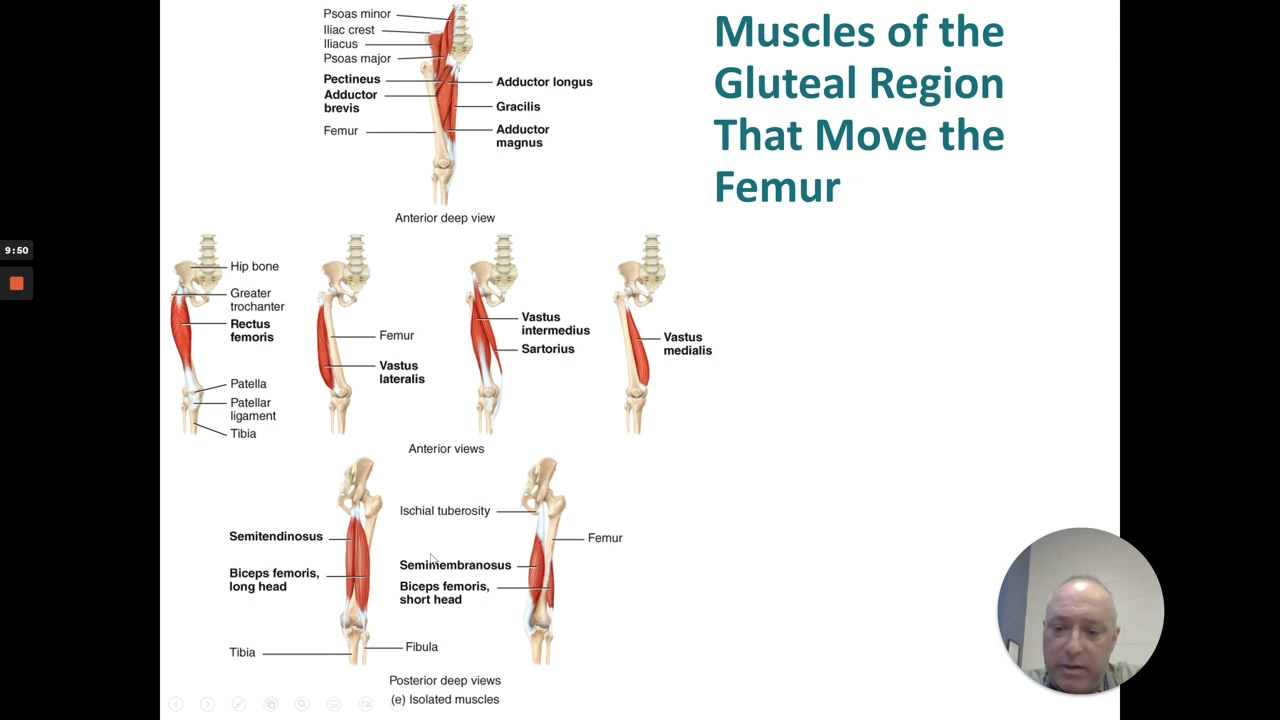 Psoas minor
Iliac crest
Iliacus
Psoas major
Pectineus
Adductor
brevis
Femur
Adductor longus
Gracilis
Adductor
magnus
Anterior deep view
Muscles of the
Gluteal Region
That Move the
Femur
9:50
Hip bone
Greater
trochanter
Rectus
femoris
Patella
Patellar
ligament
Tibia
Femur
Vastus
lateralis
Vastus
intermedius
Sartorius
Vastus
medialis
Anterior views
Semitendinosus
Biceps femoris,
long head
Tibia
Fibula
Ischial tuberosity
Semimembranosus
Biceps femoris,
short head
Femur
Posterior deep views
(e) Isolated muscles